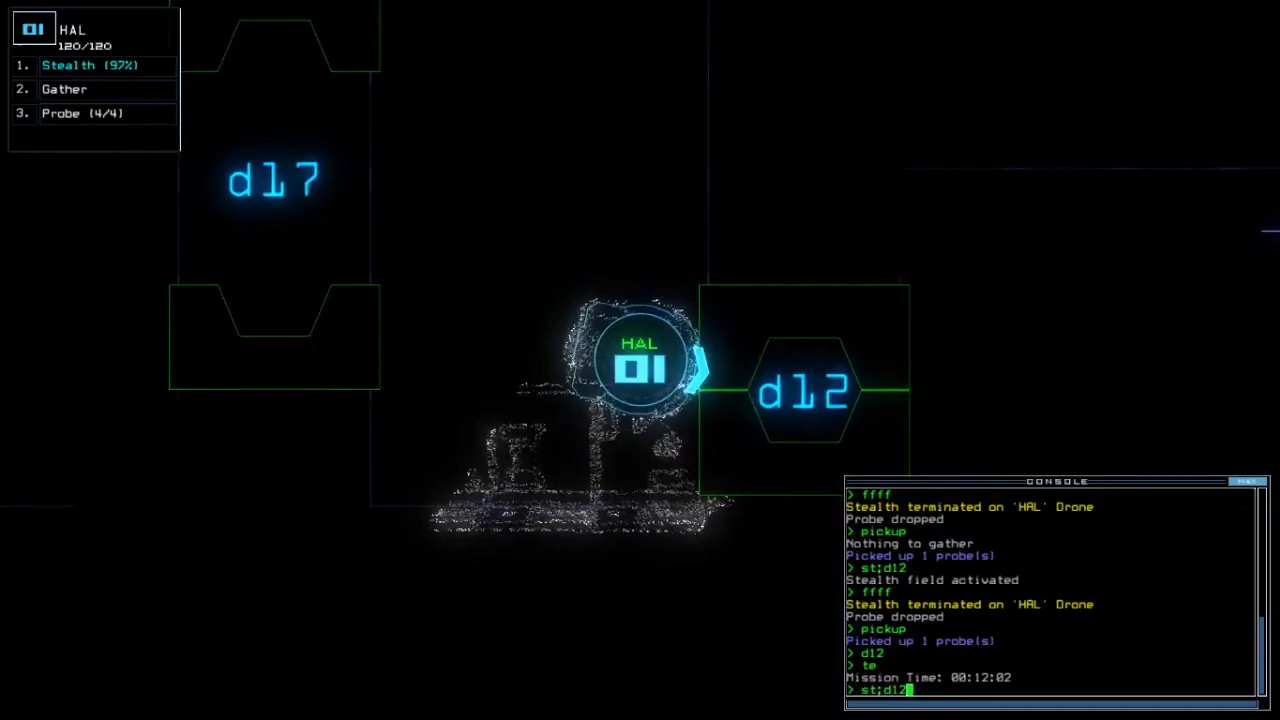 01 HAL
120/120
1. Stealth (97%)
2. Gather
3. Probe (4/4)
d17
HAL
01
d12
CONSOLE
> ffff
Stealth terminated on 'HAL' Drone
Probe dropped
> pickup
Nothing to gather
Picked up 1 probe(s)
> st;d12
Stealth field activated
> ffff
Stealth terminated on 'HAL' Drone
Probe dropped
> pickup
Picked up 1 probe(s)
> d12
> te
Mission Time: 00:12:02
> st;d12